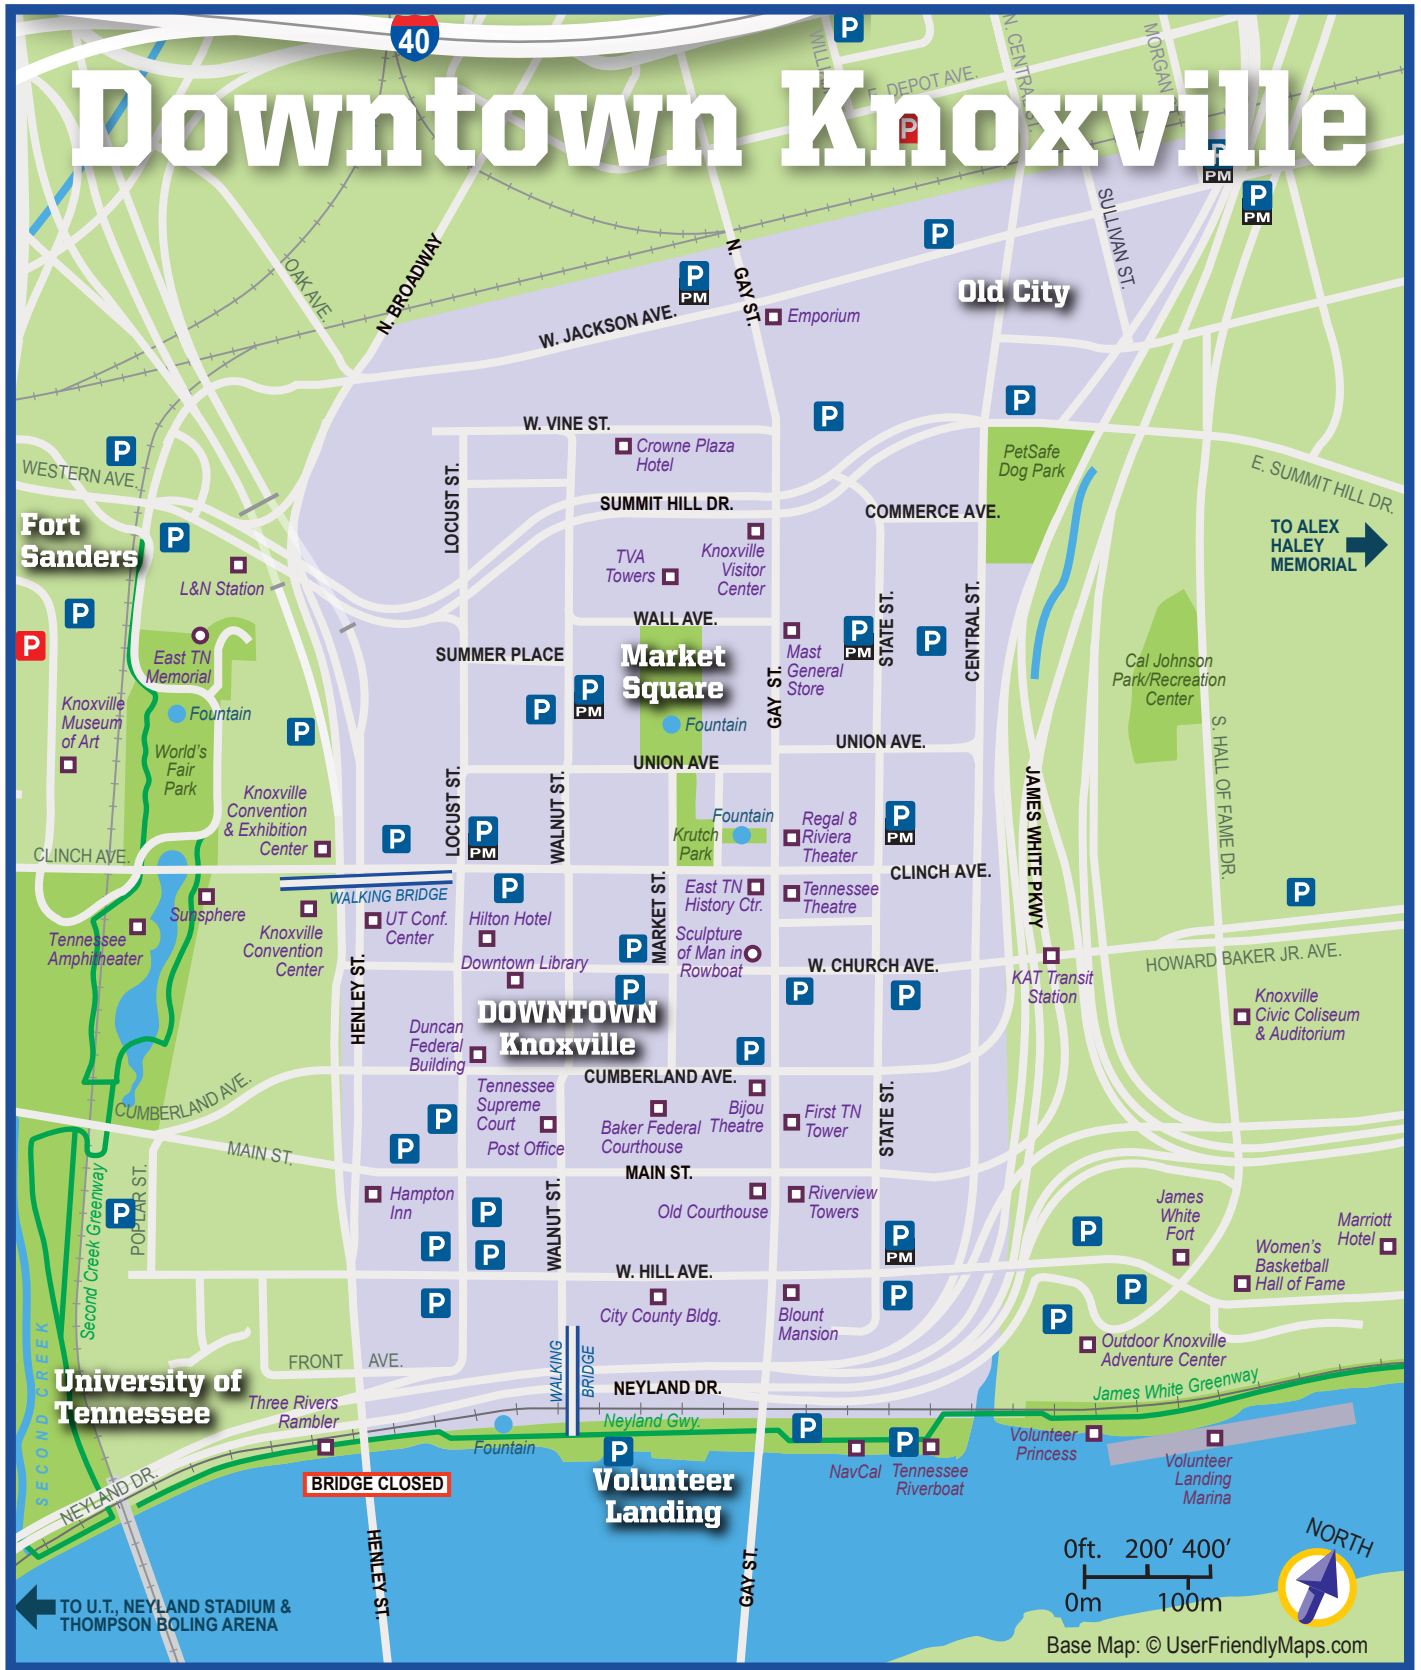 40
P
Downtown Knoxville
E. DEPOT AVE.
N. CENTRAL ST.
MORGAN
P
P
PM
P
PM
SULLIVAN ST.
P
OAK AVE.
N. BROADWAY
N. GAY ST.
P
PM
Old City
Emporium
W. JACKSON AVE.
P
P
W. VINE ST.
Crowne Plaza
Hotel
P
WESTERN AVE.
LOCUST ST.
PetSafe
Dog Park
E. SUMMIT HILL DR.
SUMMIT HILL DR.
COMMERCE AVE.
Fort
Sanders
P
TO ALEX
HALEY
MEMORIAL
L&N Station
TVA
Towers
Knoxville
Visitor
Center
P
P
WALL AVE.
STATE ST.
CENTRAL ST.
P
PM
P
East TN
Memorial
SUMMER PLACE
Market
Square
Mast
General
Store
Cal Johnson
Park/Recreation
Center
Knoxville
Museum
of Art
Fountain
P
P
P
PM
Fountain
GAY ST.
World's
Fair
Park
UNION AVE
UNION AVE.
S. HALL OF FAME DR.
JAMES WHITE PKWY
Knoxville
Convention
& Exhibition
Center
P
LOCUST ST.
P
PM
WALNUT ST.
Fountain
Krutch
Park
Regal 8
Riviera
Theater
P
PM
CLINCH AVE.
CLINCH AVE.
WALKING BRIDGE
P
MARKET ST.
East TN
History Ctr.
Tennessee
Theatre
P
Sunsphere
Tennessee
Amphitheater
Knoxville
Convention
Center
UT Conf.
Center
Hilton Hotel
P
Sculpture
of Man in
Rowboat
Downtown Library
W. CHURCH AVE.
HOWARD BAKER JR. AVE.
KAT Transit
Station
P
P
P
HENLEY ST.
DOWNTOWN
Knoxville
Knoxville
Civic Coliseum
& Auditorium
Duncan
Federal
Building
P
CUMBERLAND AVE.
CUMBERLAND AVE.
Tennessee
Supreme
Court
Post Office
Baker Federal
Courthouse
Bijou
Theatre
First TN
Tower
STATE ST.
P
P
MAIN ST.
MAIN ST.
Second Creek Greenway
POPLAR ST.
P
Hampton
Inn
P
WALNUT ST.
Old Courthouse
Riverview
Towers
James
White
Fort
P
P
P
P
PM
Marriott
Hotel
Women's
Basketball
Hall of Fame
W. HILL AVE.
P
P
P
P
City County Bldg.
Blount
Mansion
Outdoor Knoxville
Adventure Center
SECOND CREEK
FRONT AVE.
WALKING
BRIDGE
University of
Tennessee
NEYLAND DR.
James White Greenway
Three Rivers
Rambler
Neyland Gwy.
Fountain
P
P
P
NavCal
Tennessee
Riverboat
Volunteer
Princess
Volunteer
Landing
Marina
NEYLAND DR.
BRIDGE CLOSED
Volunteer
Landing
HENLEY ST.
GAY ST.
0ft. 200' 400'
0m 100m
NORTH
TO U.T., NEYLAND STADIUM &
THOMPSON BOLING ARENA
Base Map: © UserFriendlyMaps.com